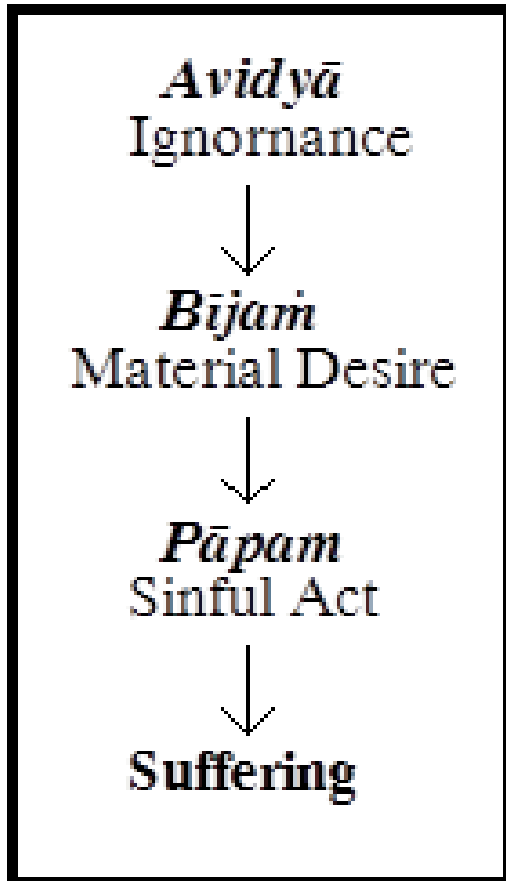 Avidyā
Ignornance
Bījaṁ
Material Desire
Pāpam
Sinful Act
Suffering